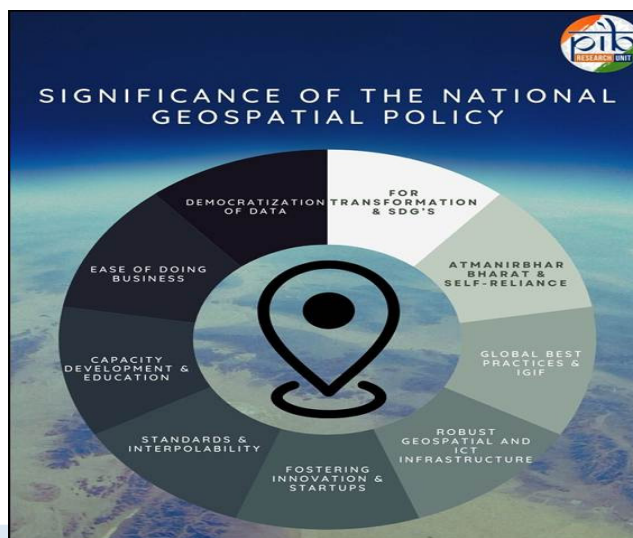 pib
RESEARCH UNIT
SIGNIFICANCE OF THE NATIONAL
GEOSPATIAL POLICY
FOR
TRANSFORMATION
& SDG'S
ATMANIRBHAR
BHARAT &
SELF-RELIANCE
GLOBAL BEST
PRACTICES &
IGIF
ROBUST
GEOSPATIAL AND
ICT
INFRASTRUCTURE
FOSTERING
INNOVATION &
STARTUPS
STANDARDS &
INTERPOLABILITY
CAPACITY
DEVELOPMENT &
EDUCATION
EASE OF DOING
BUSINESS
DEMOCRATIZATION
OF DATA